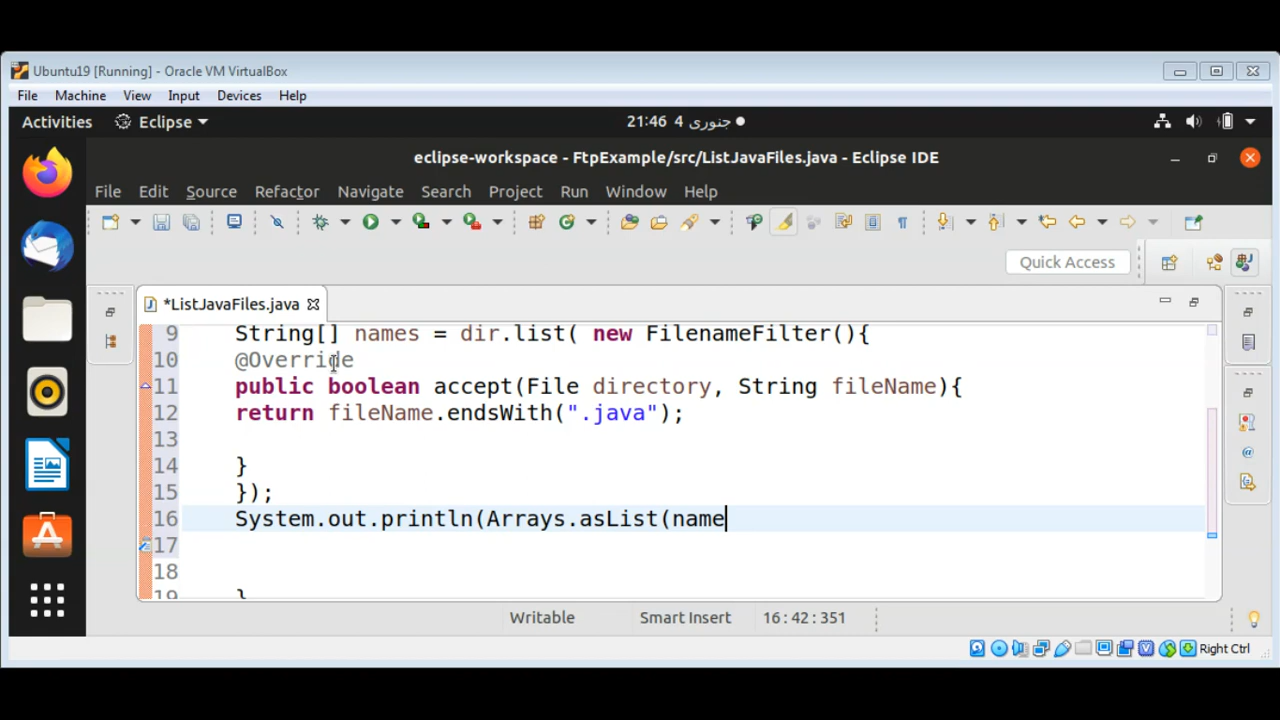 Ubuntu19 [Running] - Oracle VM VirtualBox
File Machine View Input Devices Help
Activities Eclipse 21:46 4 جنوری
eclipse-workspace - FtpExample/src/ListJavaFiles.java - Eclipse IDE
File Edit Source Refactor Navigate Search Project Run Window Help
Quick Access
*ListJavaFiles.java
9 String[] names = dir.list( new FilenameFilter(){
10 @Override
11 public boolean accept(File directory, String fileName){
12 return fileName.endsWith(".java");
13
14 }
15 });
16 System.out.println(Arrays.asList(name
17
18
19 }
Writable Smart Insert 16:42:351
Right Ctrl